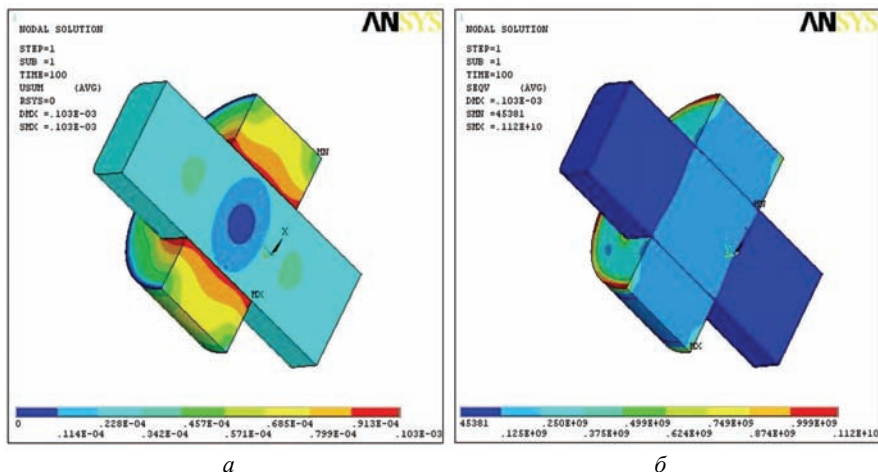 ANSYS
NODAL SOLUTION
STEP=1
SUB =1
TIME=100
USUM (AVG)
RSYS=0
DMX =.103E-03
SMX =.103E-03
MN
X
MX
0 .228E-04 .457E-04 .685E-04 .913E-04
.114E-04 .342E-04 .571E-04 .799E-04 .103E-03
а
ANSYS
NODAL SOLUTION
STEP=1
SUB =1
TIME=100
SEQV (AVG)
DMX =.103E-03
SMN =45381
SMX =.112E+10
MN
MX
45381 .250E+09 .499E+09 .749E+09 .999E+09
.125E+09 .375E+09 .624E+09 .874E+09 .112E+10
б